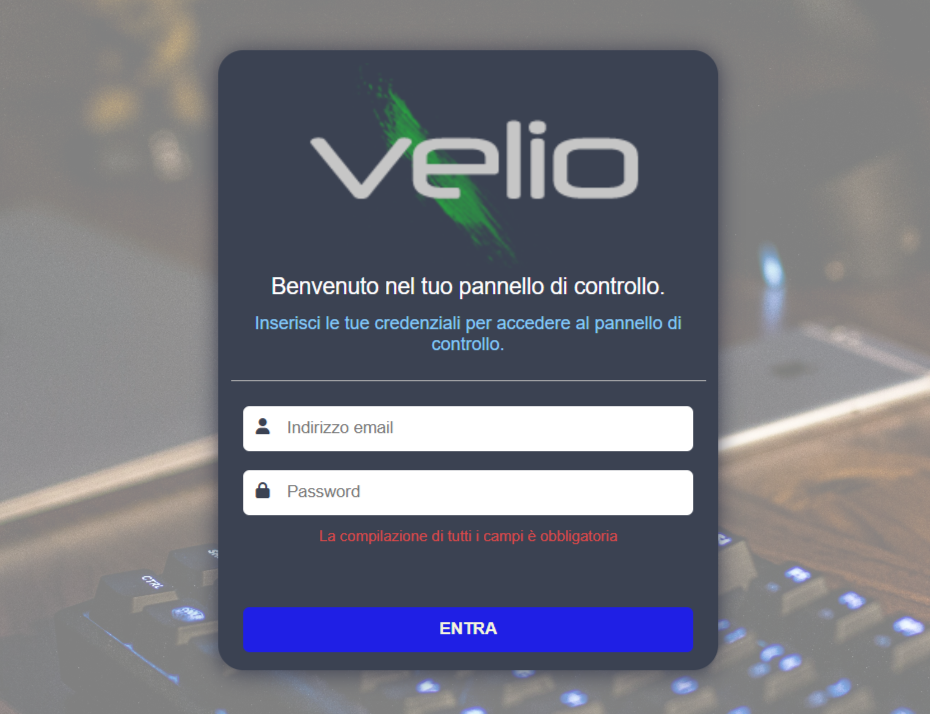 velio
Benvenuto nel tuo pannello di controllo.
Inserisci le tue credenziali per accedere al pannello di
controllo.
Indirizzo email
Password
La compilazione di tutti i campi è obbligatoria
CTRL
ENTRA